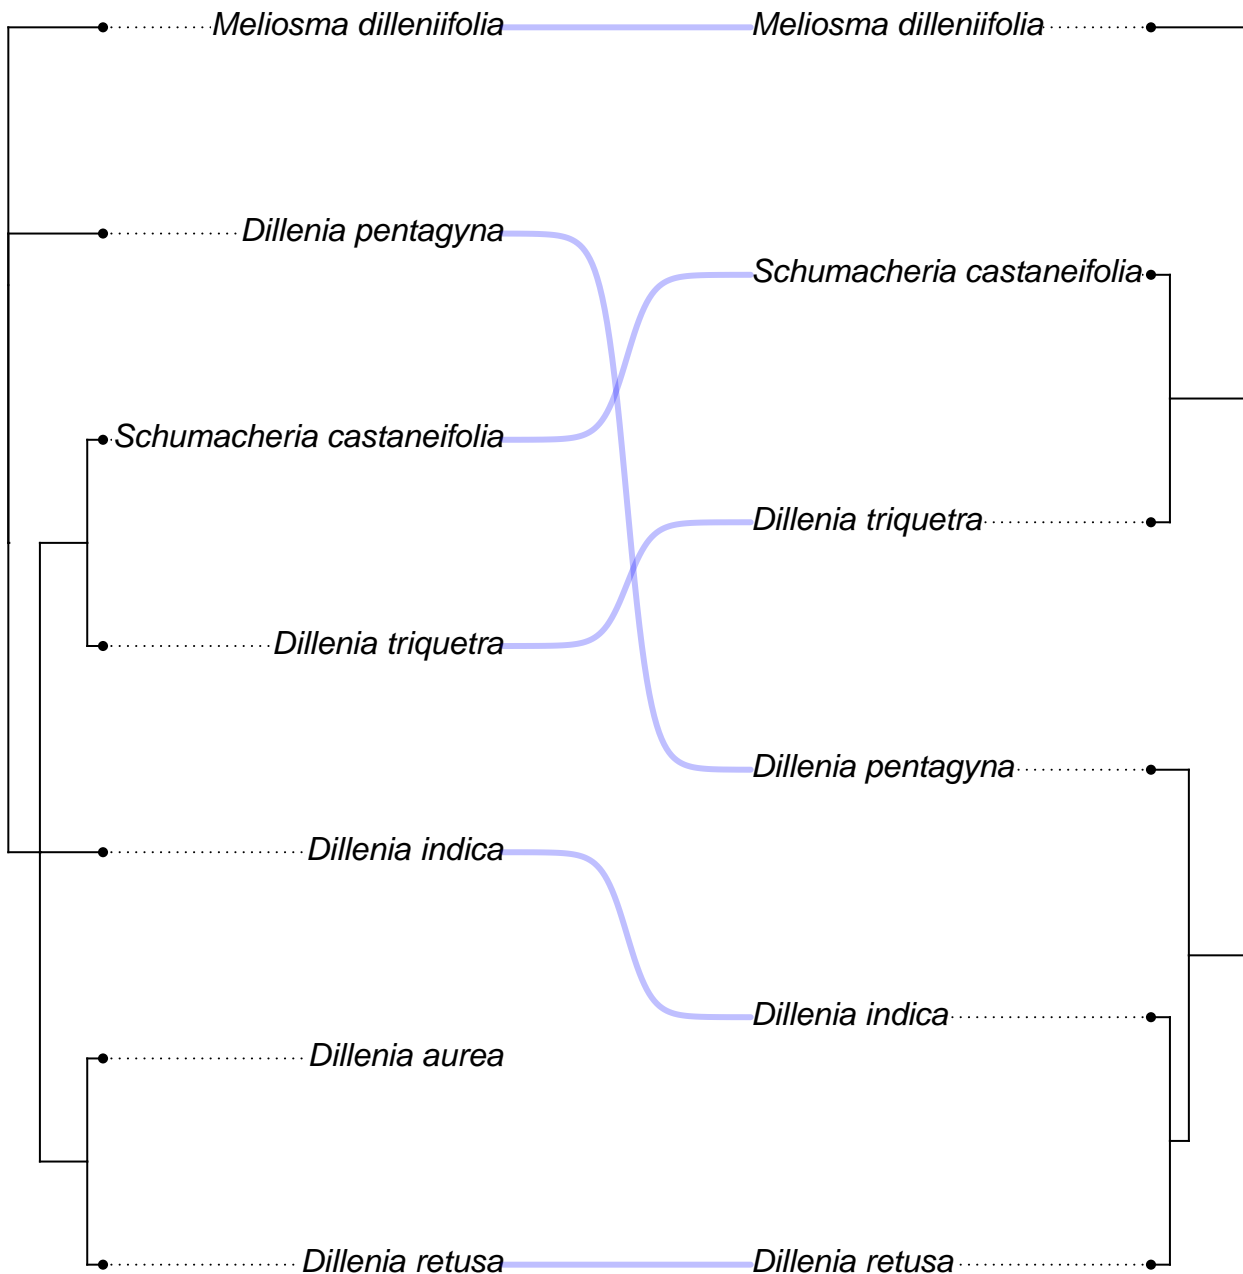 Meliosma dilleniifolia
Meliosma dilleniifolia
Dillenia pentagyna
Schumacheria castaneifolia
Schumacheria castaneifolia
Dillenia triquetra
Dillenia triquetra
Dillenia pentagyna
Dillenia indica
Dillenia indica
Dillenia aurea
Dillenia retusa
Dillenia retusa